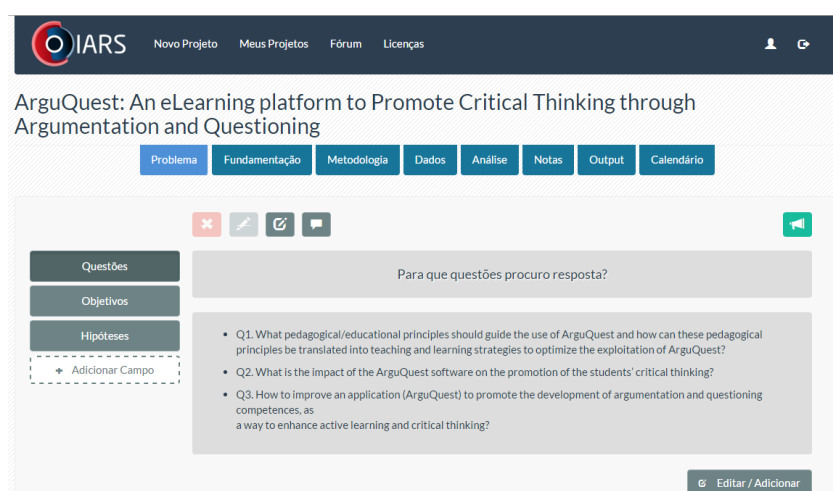 IARS Novo Projeto Meus Projetos Fórum Licenças
ArguQuest: An eLearning platform to Promote Critical Thinking through
Argumentation and Questioning
Problema Fundamentação Metodologia Dados Análise Notas Output Calendário
Questões
Para que questões procuro resposta?
Objetivos
Hipóteses
+ Adicionar Campo
• Q1. What pedagogical/educational principles should guide the use of ArguQuest and how can these pedagogical
principles be translated into teaching and learning strategies to optimize the exploitation of ArguQuest?
• Q2. What is the impact of the ArguQuest software on the promotion of the students' critical thinking?
• Q3. How to improve an application (ArguQuest) to promote the development of argumentation and questioning
competences, as
a way to enhance active learning and critical thinking?
Editar / Adicionar